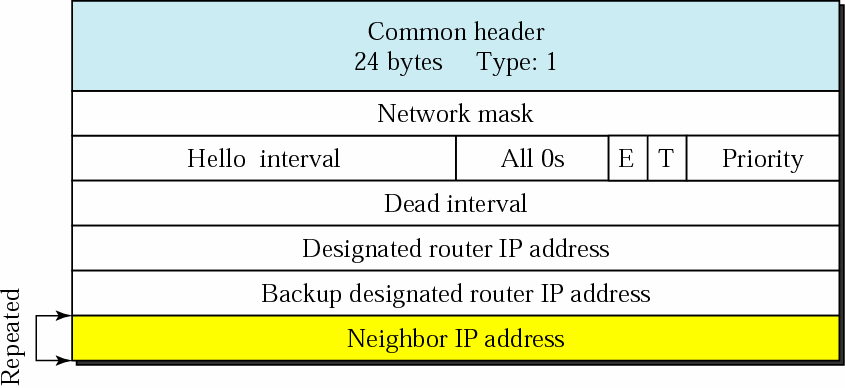 Common header
24 bytes Type: 1
Network mask
Hello interval All 0s E T Priority
Dead interval
Designated router IP address
Backup designated router IP address
Repeated
Neighbor IP address